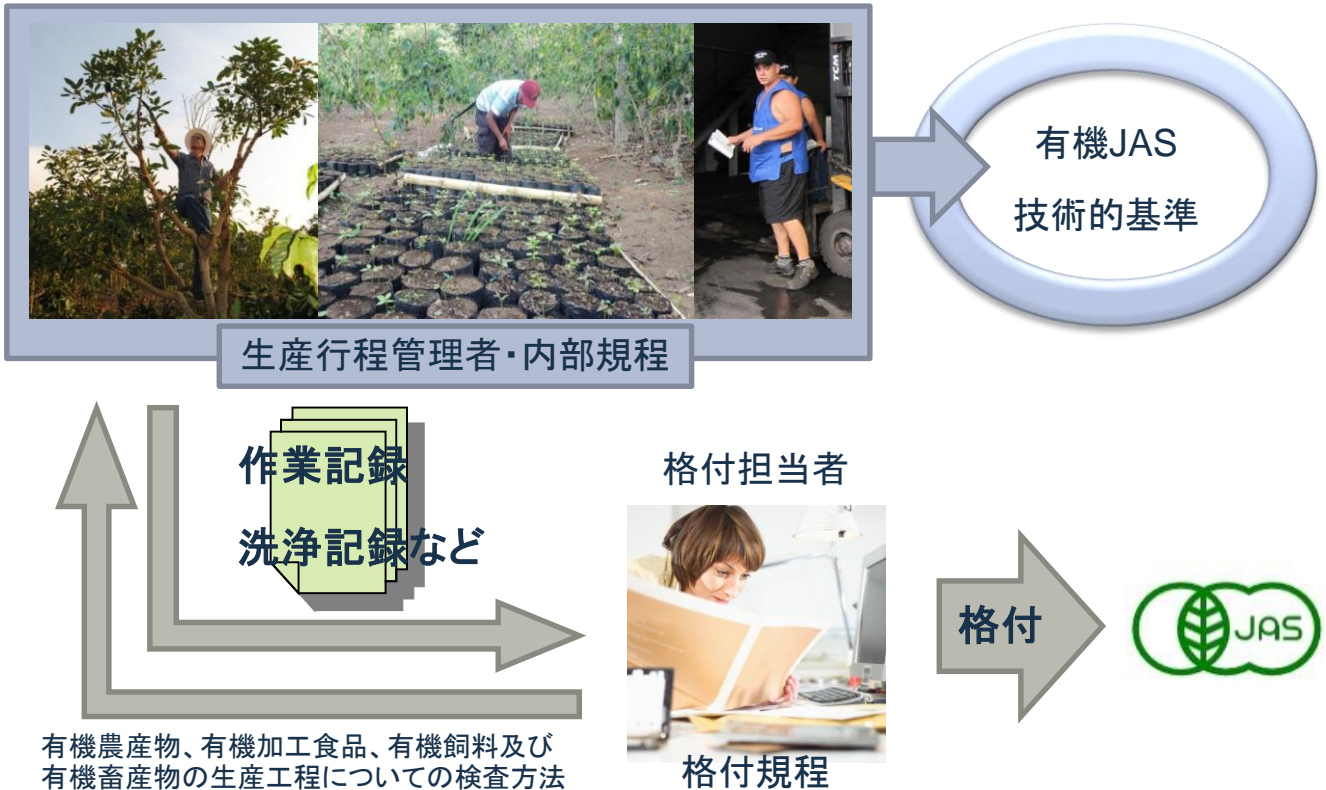 TCM
有機JAS
技術的基準
生産行程管理者・内部規程
作業記録
洗浄記録など
格付担当者
格付
JAS
有機農産物、有機加工食品、有機飼料及び
有機畜産物の生産工程についての検査方法
格付規程